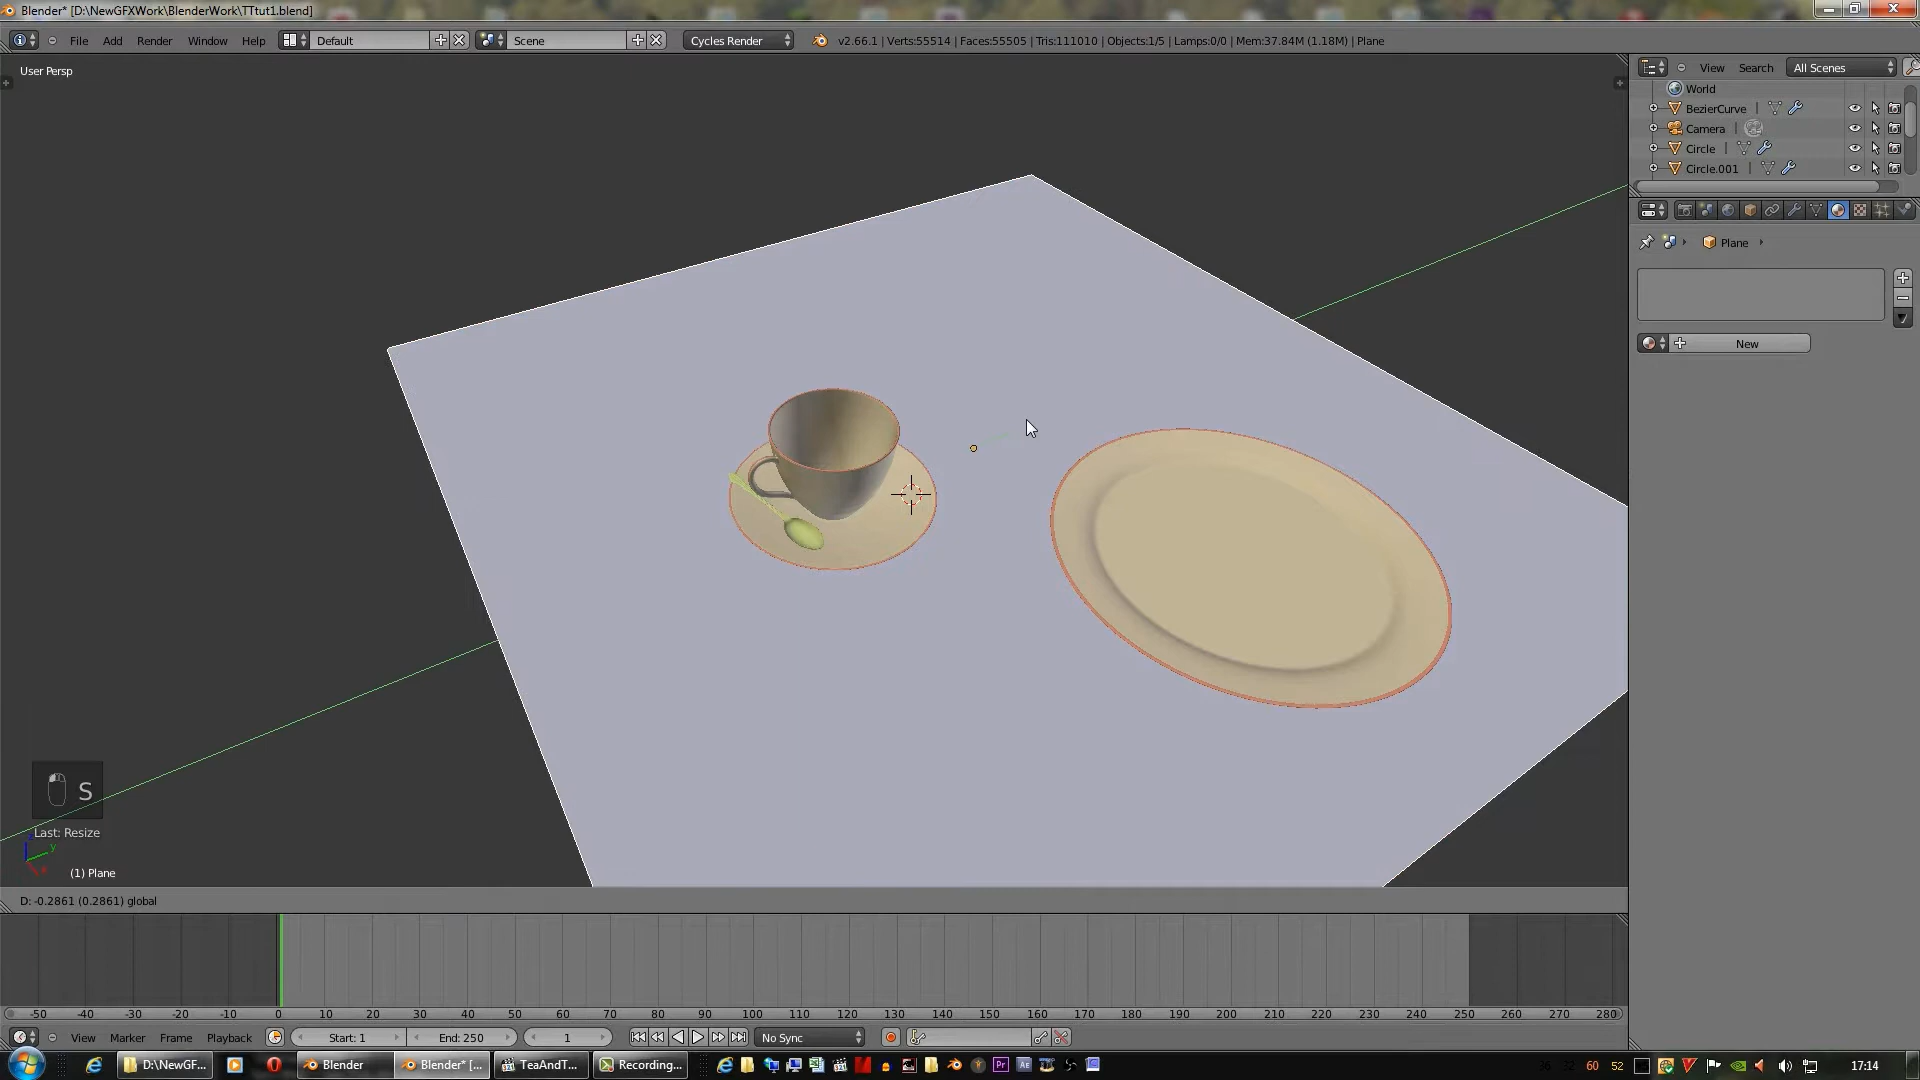 Blender* [D:\NewGFXWork\BlenderWork\TTtut1.blend]
File Add Render Window Help Default Scene Cycles Render v2.66.1 | Verts:55514 | Faces:55505 | Tris:111010 | Objects:1/5 | Lamps:0/0 | Mem:37.84M (1.18M) | Plane
User Persp
View Search All Scenes
World
BezierCurve
Camera
Circle
Circle.001
Plane
New
S
Last: Resize
y
(1) Plane
D: -0.2861 (0.2861) global
-50 -40 -30 -20 -10 0 10 20 30 40 50 60 70 80 90 100 110 120 130 140 150 160 170 180 190 200 210 220 230 240 250 260 270 280
View Marker Frame Playback Start: 1 End: 250 1 No Sync
D:\NewGF... Blender Blender* [... TeaAndT... Recording... Pr Ae 60 52 17:14